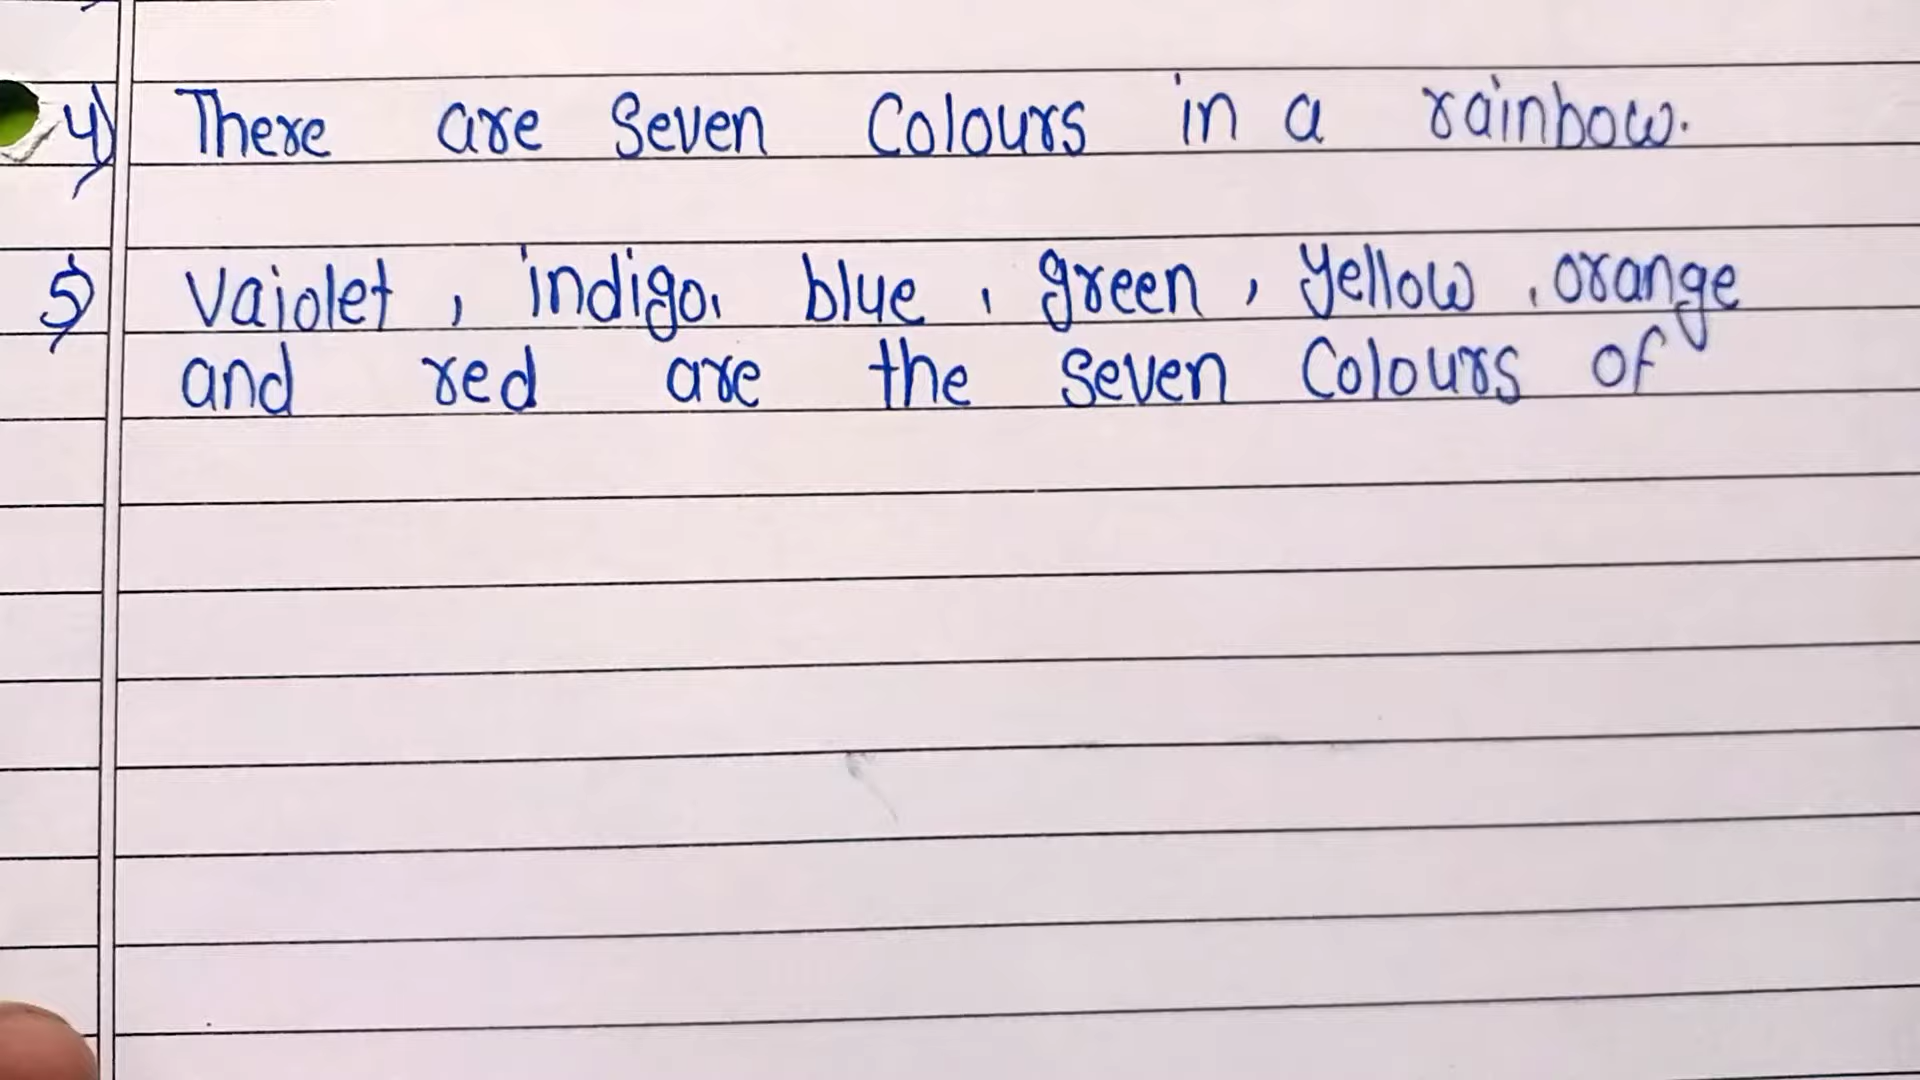 4) There are Seven Colours in a rainbow.
5) Vaiolet, indigo, blue, green, yellow, orange
and red are the seven Colours of